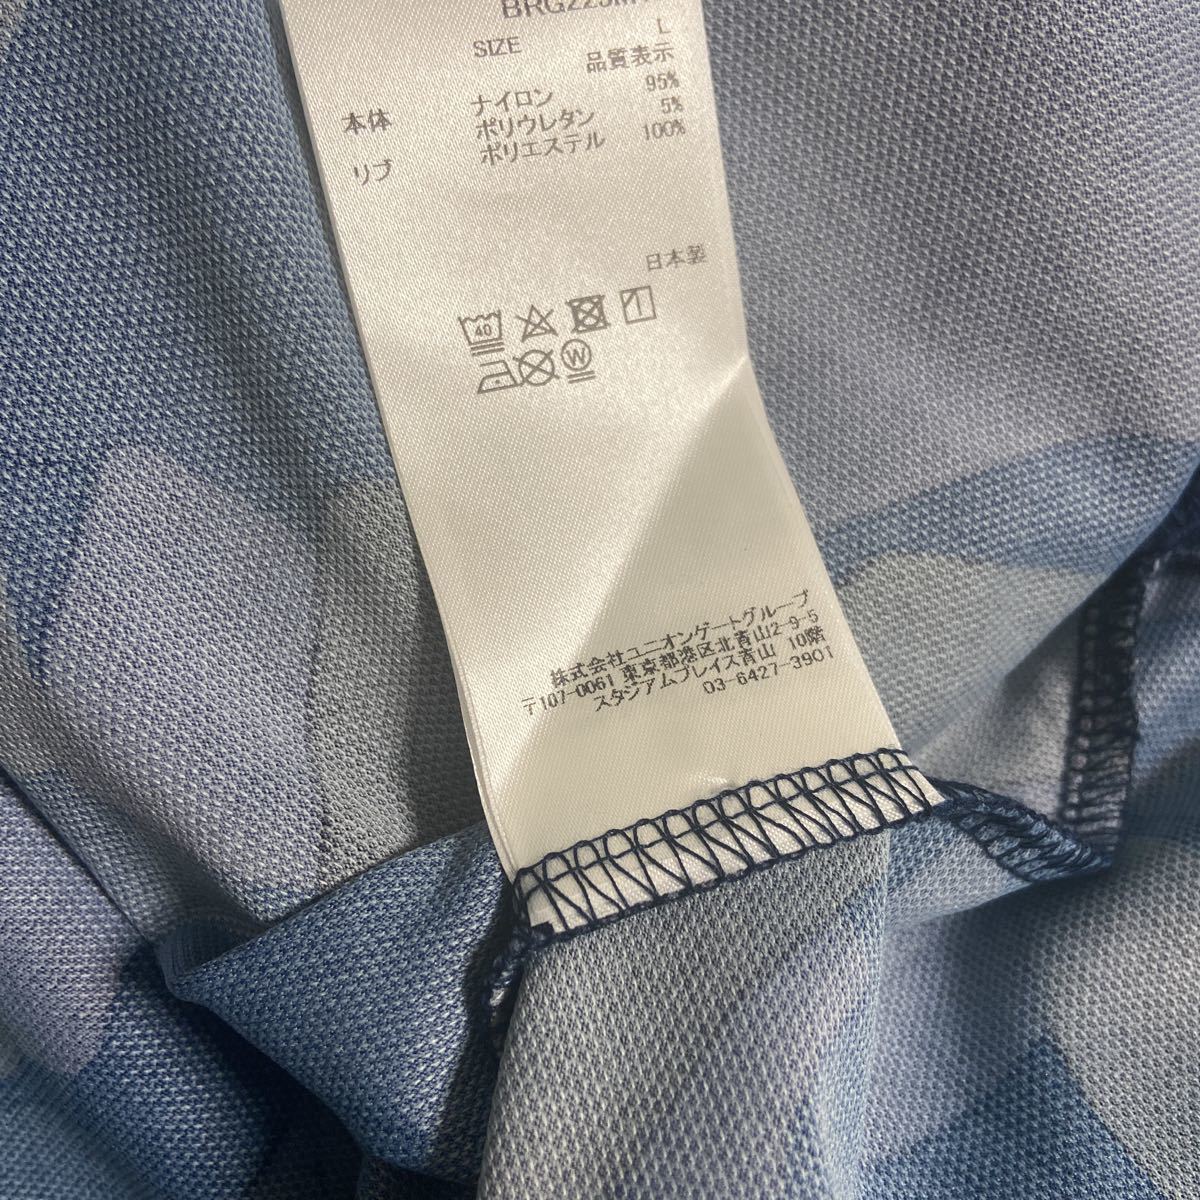 SIZE L
品質表示
本体 ナイロン 95%
ポリウレタン 5%
リブ ポリエステル 100%
日本製
40
W
株式会社ユニオンゲートグループ
〒107-0061 東京都港区北青山2-9-5
スタジアムプレイス青山 10階
03-6427-3901